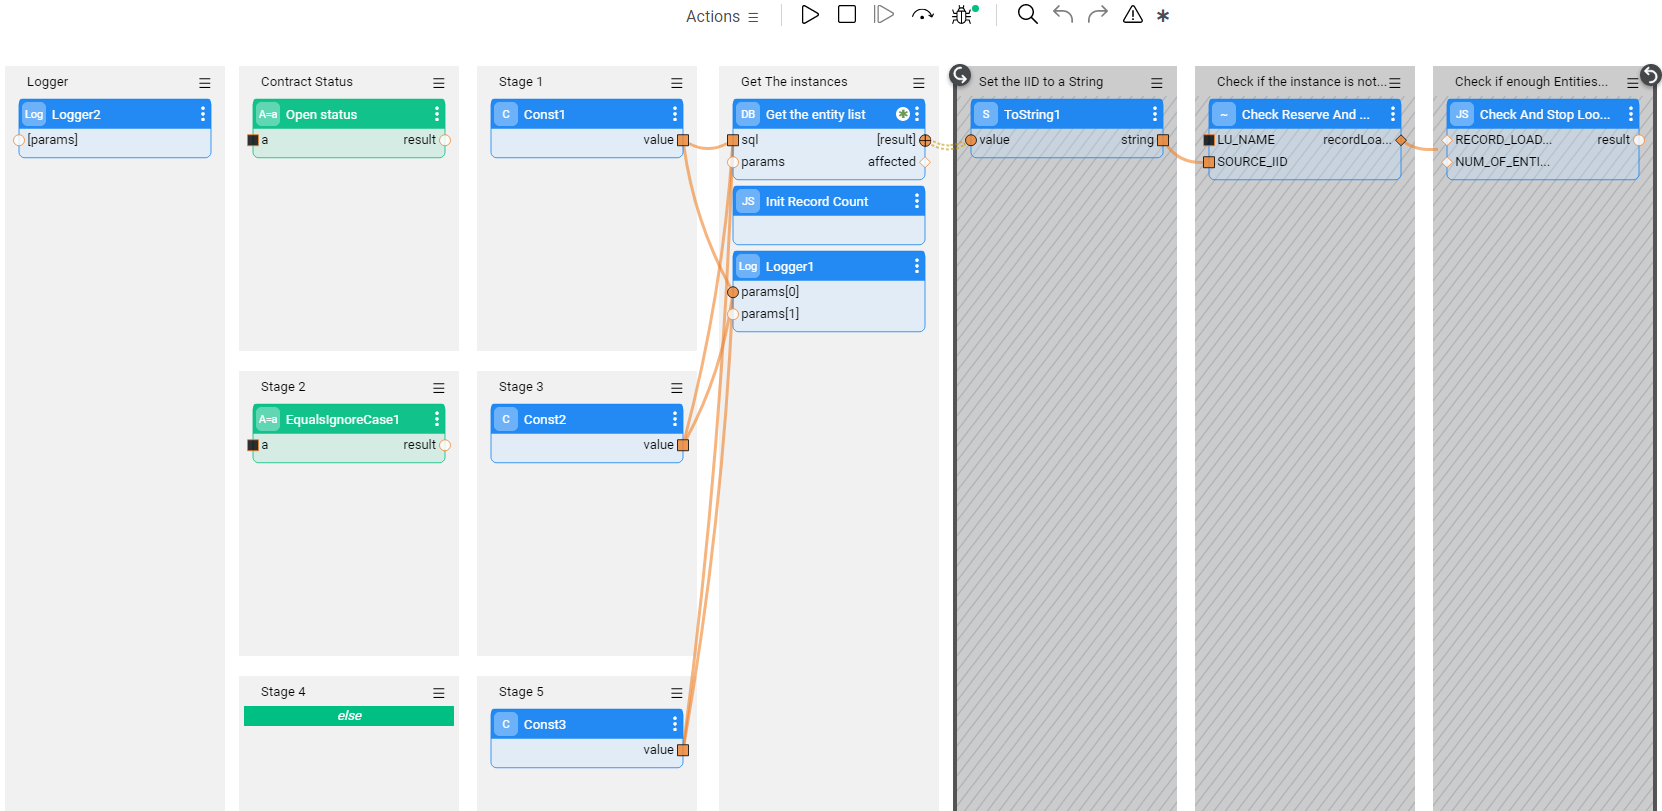 Actions
Logger
Log Logger2
[params]
Contract Status
A=a Open status
a result
Stage 1
C Const1
value
Get The instances
DB Get the entity list
sql [result]
params affected
JS Init Record Count
Log Logger1
params[0]
params[1]
Set the IID to a String
S ToString1
value string
Check if the instance is not...
~ Check Reserve And ...
LU_NAME recordLoa...
SOURCE_IID
Check if enough Entities...
JS Check And Stop Loo...
RECORD_LOAD... result
NUM_OF_ENTI...
Stage 2
A=a EqualsIgnoreCase1
a result
Stage 3
C Const2
value
Stage 4
else
Stage 5
C Const3
value